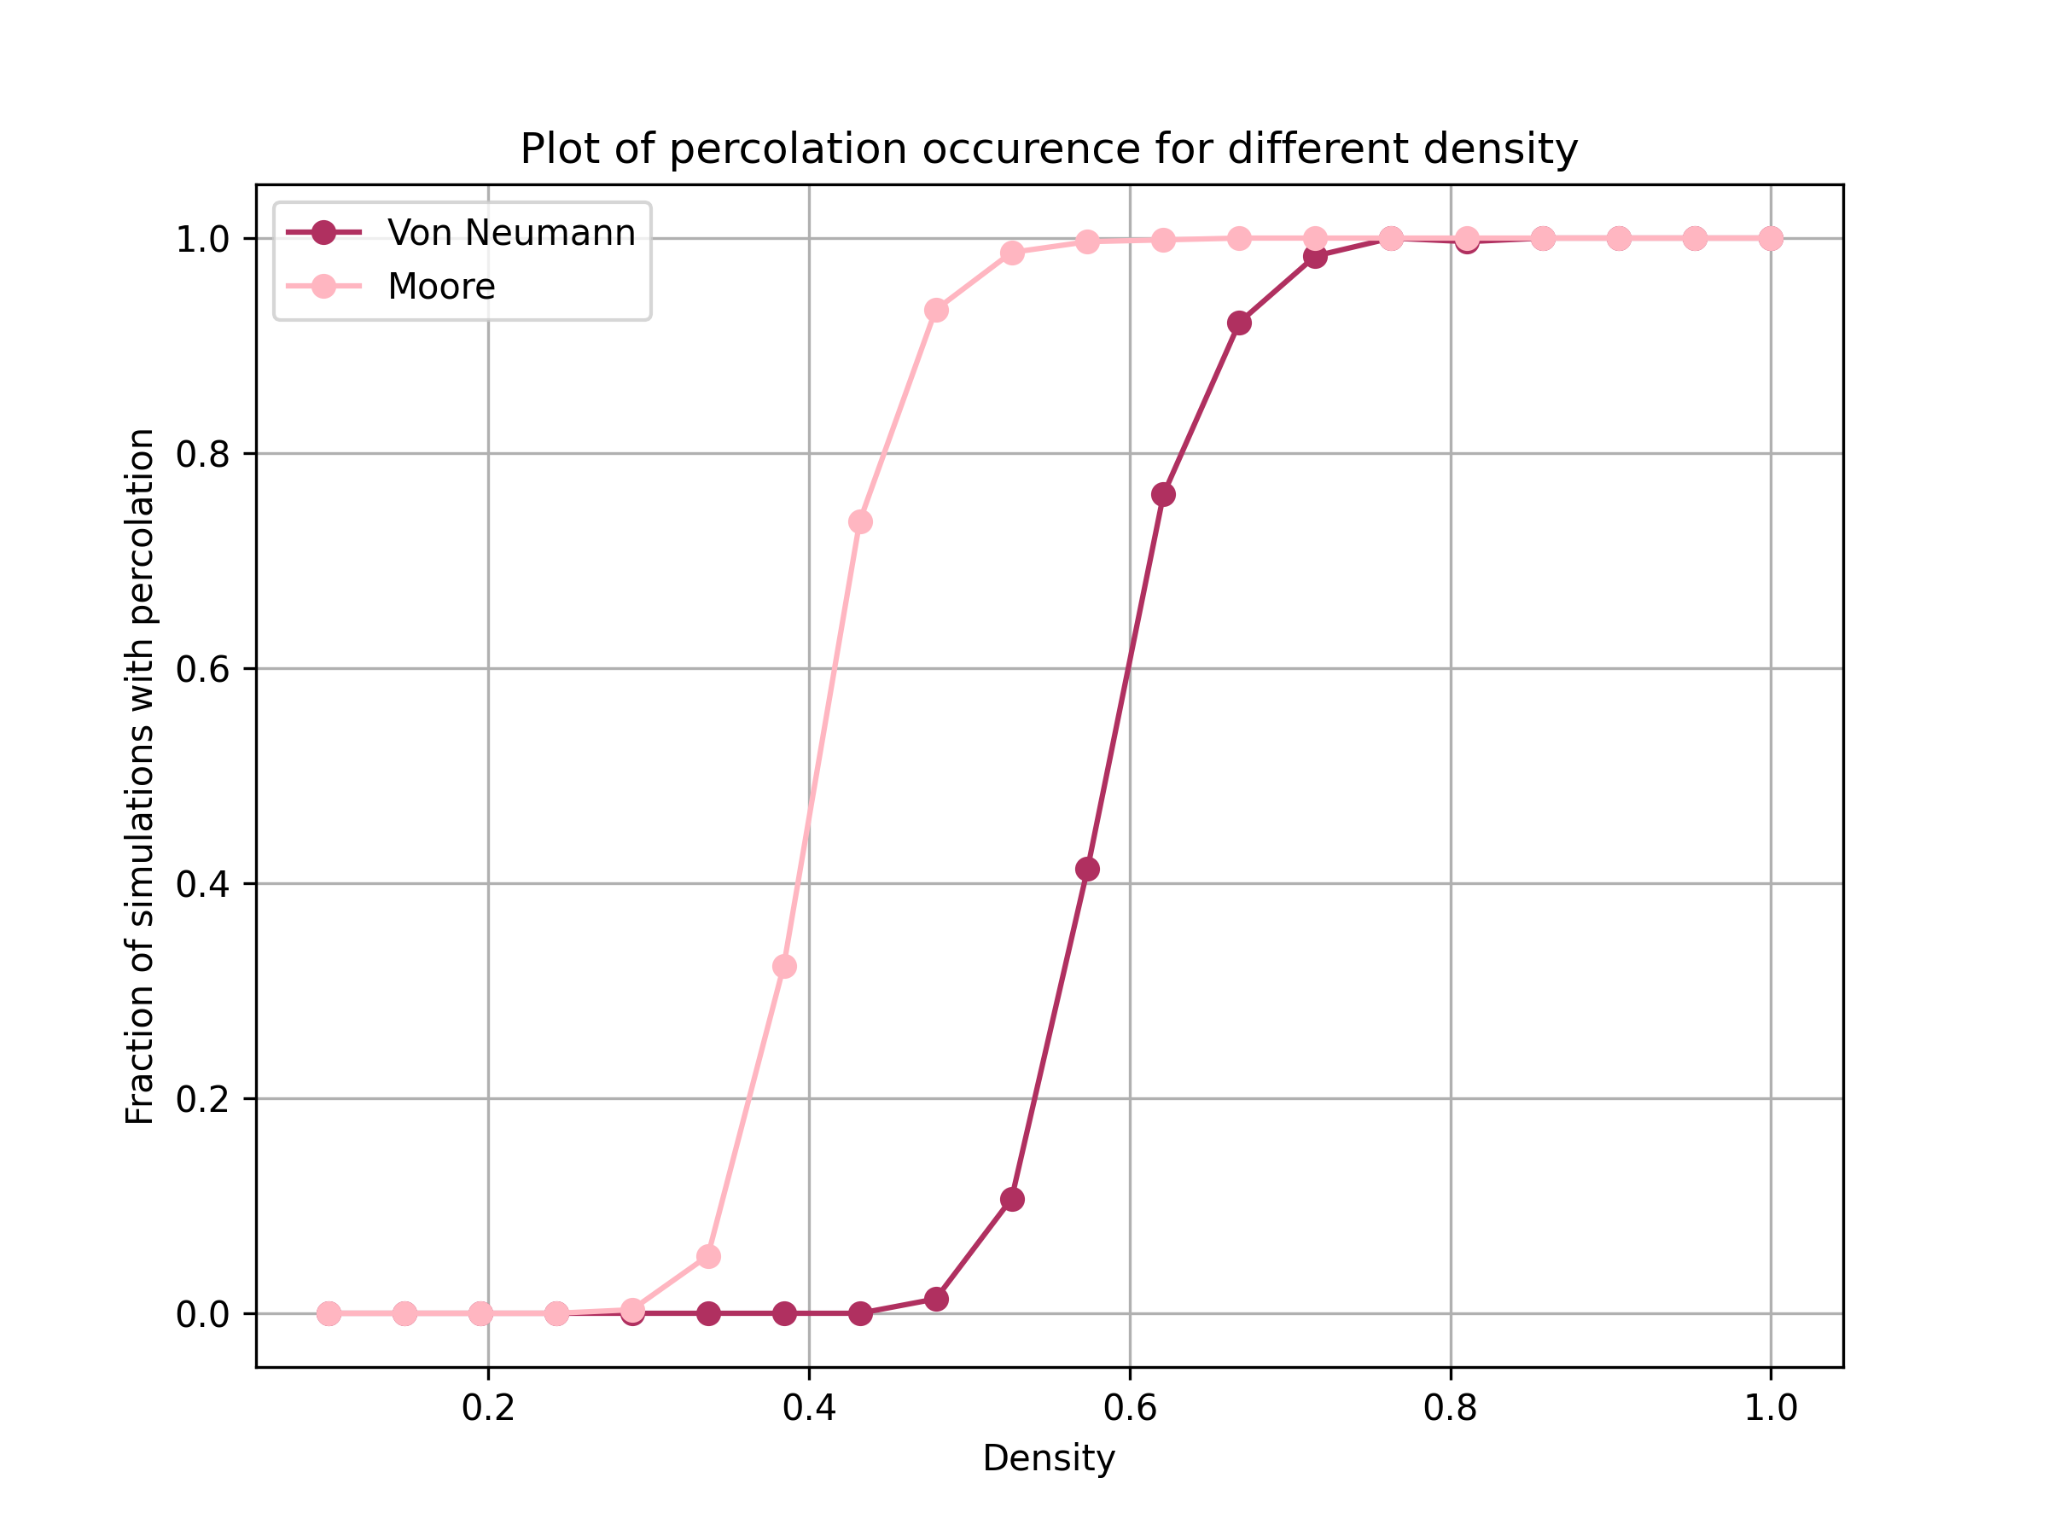 Plot of percolation occurence for different density
Von Neumann
Moore
1.0
0.8
0.6
0.4
0.2
0.0
Fraction of simulations with percolation
0.2 0.4 0.6 0.8 1.0
Density